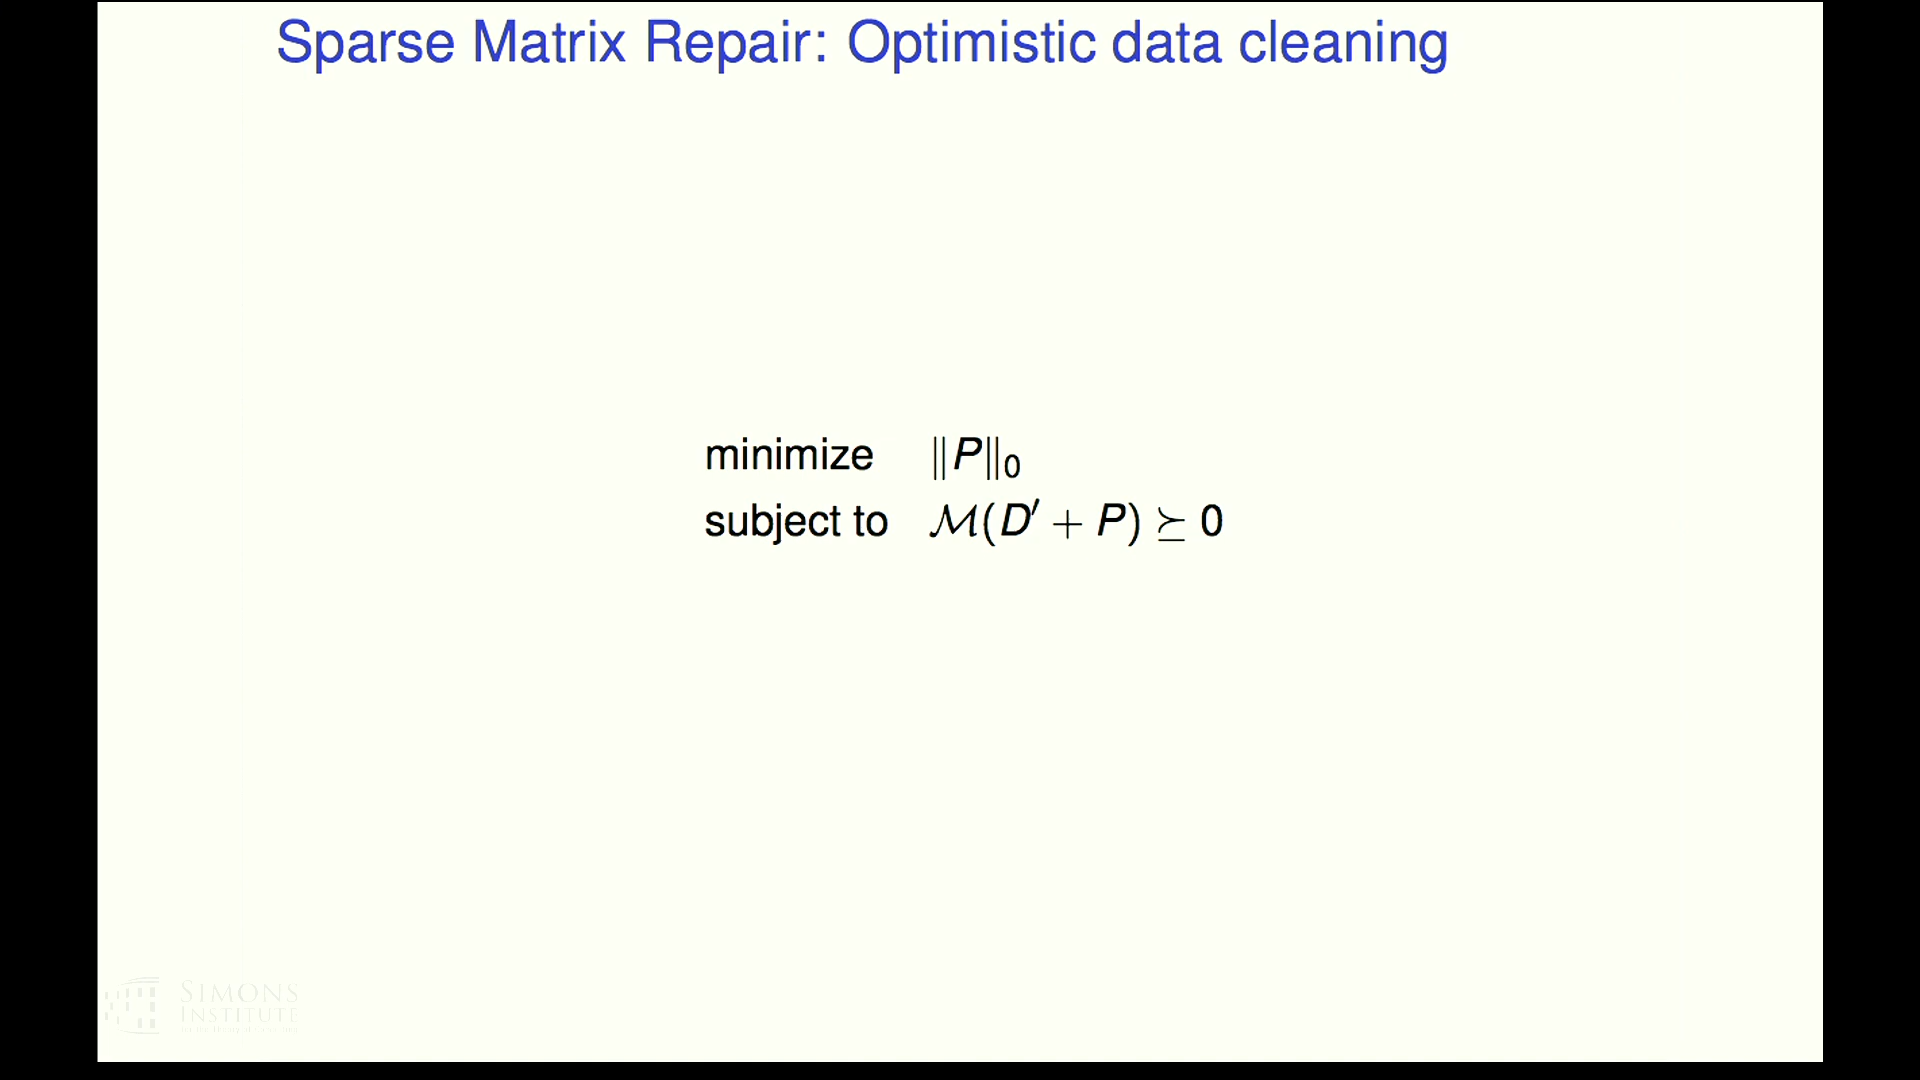 Sparse Matrix Repair: Optimistic data cleaning
minimize ‖P‖₀
subject to ℳ(D′ + P) ⪰ 0
SIMONS
INSTITUTE